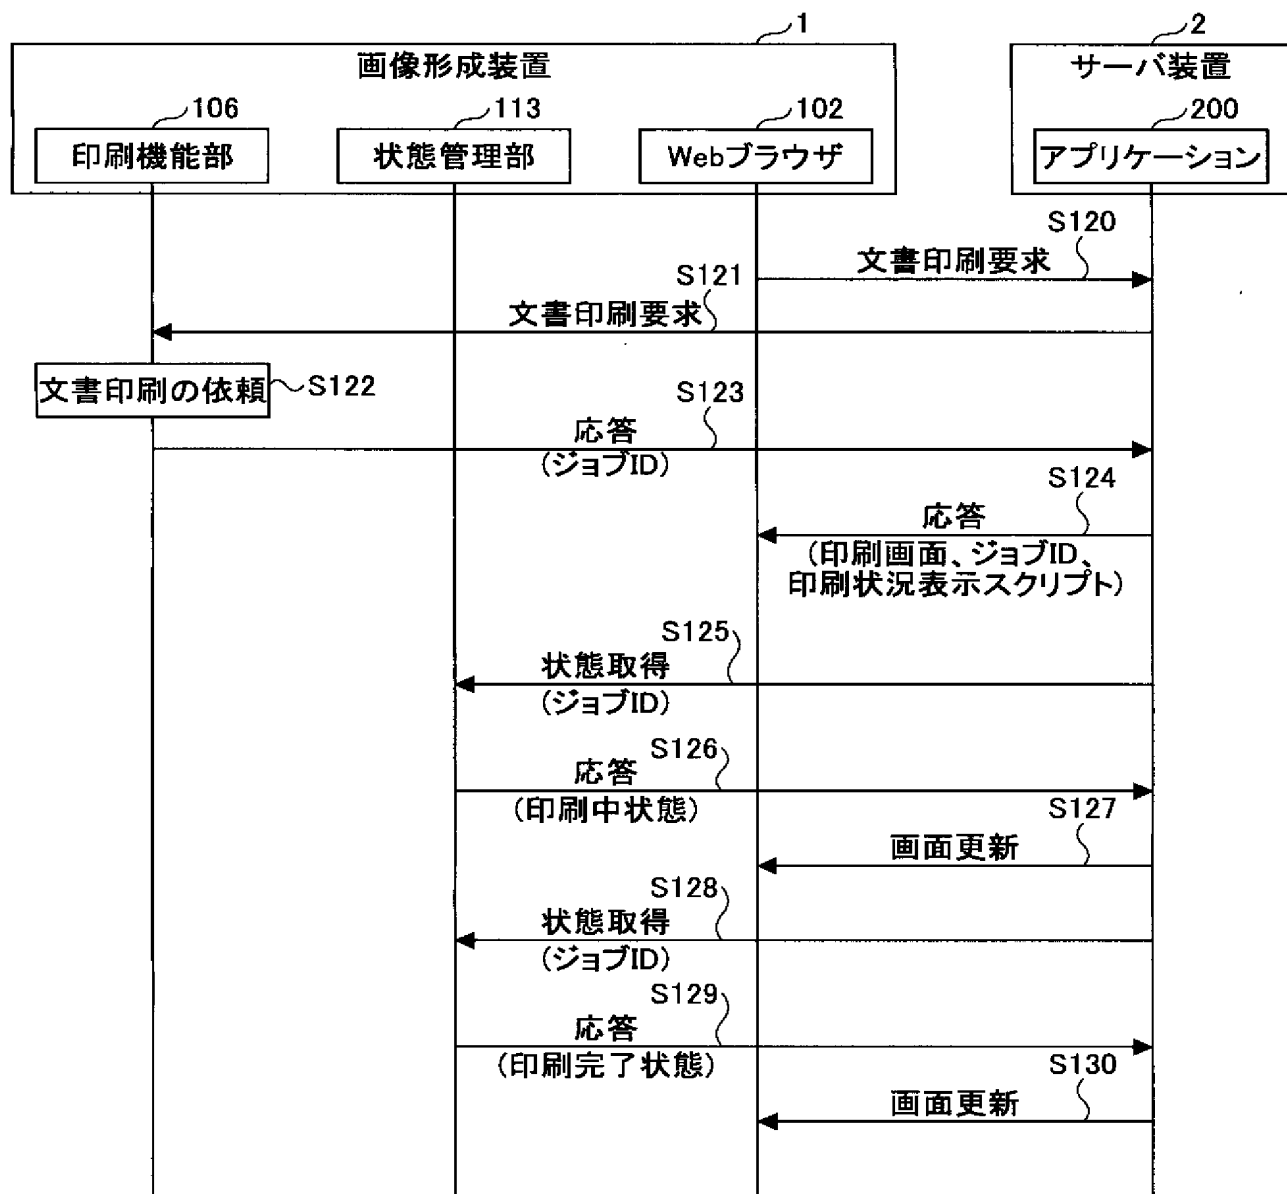 1
2
画像形成装置
サーバ装置
106
113
102
200
印刷機能部
状態管理部
Webブラウザ
アプリケーション
S120
文書印刷要求
S121
文書印刷要求
文書印刷の依頼
S122
S123
応答
(ジョブID)
S124
応答
(印刷画面、ジョブID、
印刷状況表示スクリプト)
S125
状態取得
(ジョブID)
S126
応答
(印刷中状態)
S127
画面更新
S128
状態取得
(ジョブID)
S129
応答
(印刷完了状態)
S130
画面更新